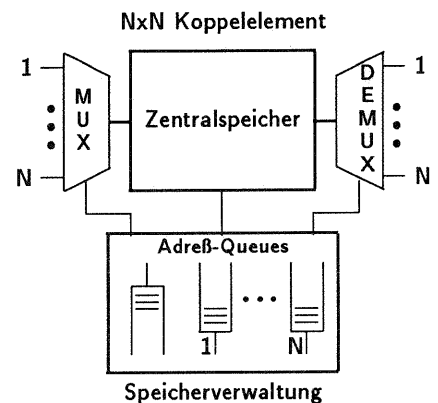 NxN Koppelelement
1
MUX
N
Zentralspeicher
DEMUX
1
N
Adreß-Queues
1
N
Speicherverwaltung